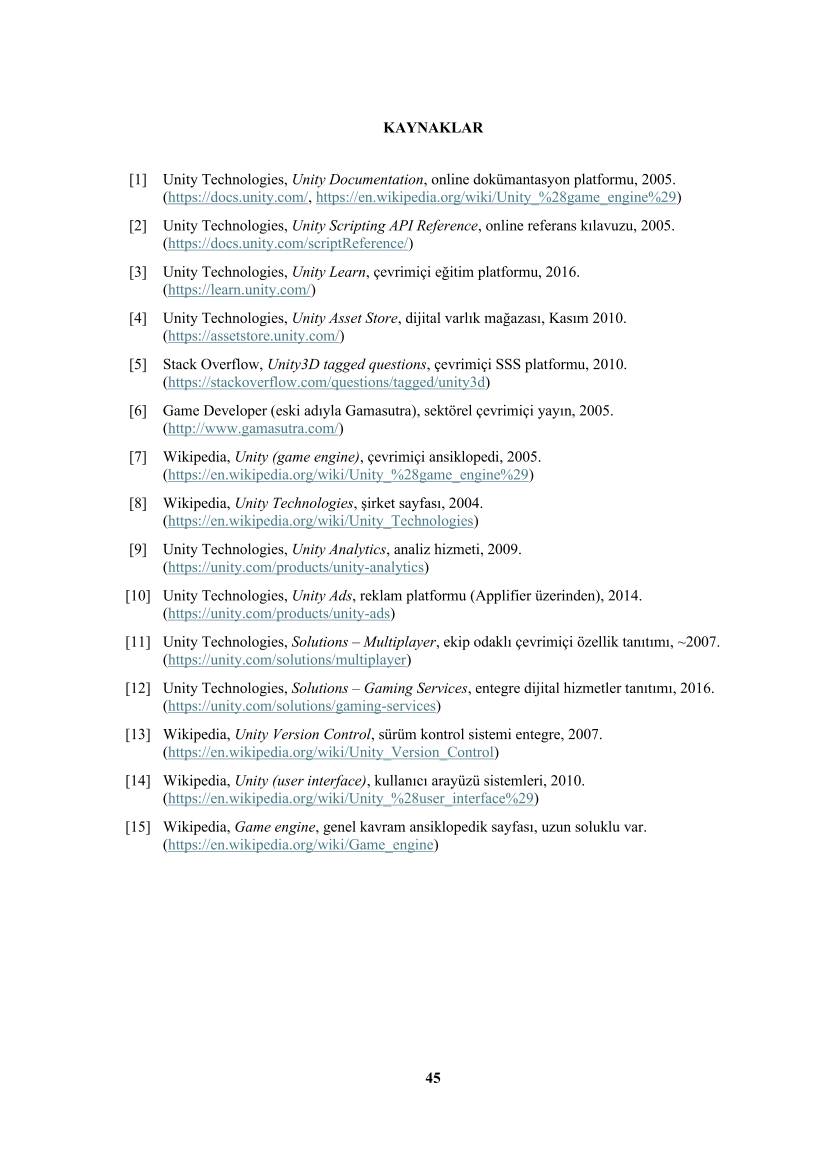 KAYNAKLAR
[1] Unity Technologies, Unity Documentation, online dokümantasyon platformu, 2005.
(https://docs.unity.com/, https://en.wikipedia.org/wiki/Unity_%28game_engine%29)
[2] Unity Technologies, Unity Scripting API Reference, online referans kılavuzu, 2005.
(https://docs.unity.com/scriptReference/)
[3] Unity Technologies, Unity Learn, çevrimiçi eğitim platformu, 2016.
(https://learn.unity.com/)
[4] Unity Technologies, Unity Asset Store, dijital varlık mağazası, Kasım 2010.
(https://assetstore.unity.com/)
[5] Stack Overflow, Unity3D tagged questions, çevrimiçi SSS platformu, 2010.
(https://stackoverflow.com/questions/tagged/unity3d)
[6] Game Developer (eski adıyla Gamasutra), sektörel çevrimiçi yayın, 2005.
(http://www.gamasutra.com/)
[7] Wikipedia, Unity (game engine), çevrimiçi ansiklopedi, 2005.
(https://en.wikipedia.org/wiki/Unity_%28game_engine%29)
[8] Wikipedia, Unity Technologies, şirket sayfası, 2004.
(https://en.wikipedia.org/wiki/Unity_Technologies)
[9] Unity Technologies, Unity Analytics, analiz hizmeti, 2009.
(https://unity.com/products/unity-analytics)
[10] Unity Technologies, Unity Ads, reklam platformu (Applifier üzerinden), 2014.
(https://unity.com/products/unity-ads)
[11] Unity Technologies, Solutions – Multiplayer, ekip odaklı çevrimiçi özellik tanıtımı, ~2007.
(https://unity.com/solutions/multiplayer)
[12] Unity Technologies, Solutions – Gaming Services, entegre dijital hizmetler tanıtımı, 2016.
(https://unity.com/solutions/gaming-services)
[13] Wikipedia, Unity Version Control, sürüm kontrol sistemi entegre, 2007.
(https://en.wikipedia.org/wiki/Unity_Version_Control)
[14] Wikipedia, Unity (user interface), kullanıcı arayüzü sistemleri, 2010.
(https://en.wikipedia.org/wiki/Unity_%28user_interface%29)
[15] Wikipedia, Game engine, genel kavram ansiklopedik sayfası, uzun soluklu var.
(https://en.wikipedia.org/wiki/Game_engine)
45